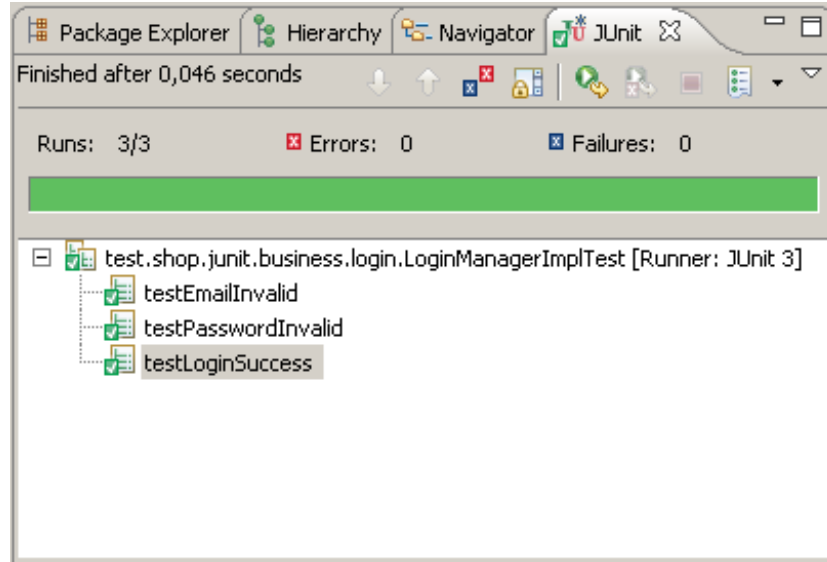 Package Explorer Hierarchy Navigator JUnit
Finished after 0,046 seconds
Runs: 3/3 Errors: 0 Failures: 0
test.shop.junit.business.login.LoginManagerImplTest [Runner: JUnit 3]
testEmailInvalid
testPasswordInvalid
testLoginSuccess